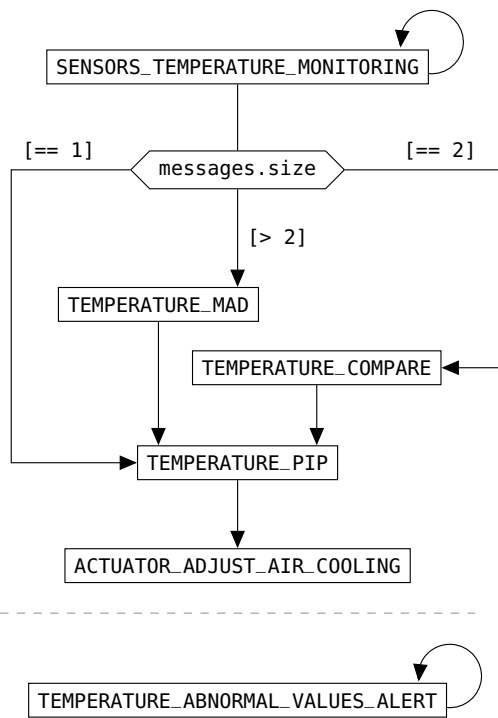 SENSORS_TEMPERATURE_MONITORING
[== 1]
[== 2]
messages.size
[> 2]
TEMPERATURE_MAD
TEMPERATURE_COMPARE
TEMPERATURE_PIP
ACTUATOR_ADJUST_AIR_COOLING
TEMPERATURE_ABNORMAL_VALUES_ALERT